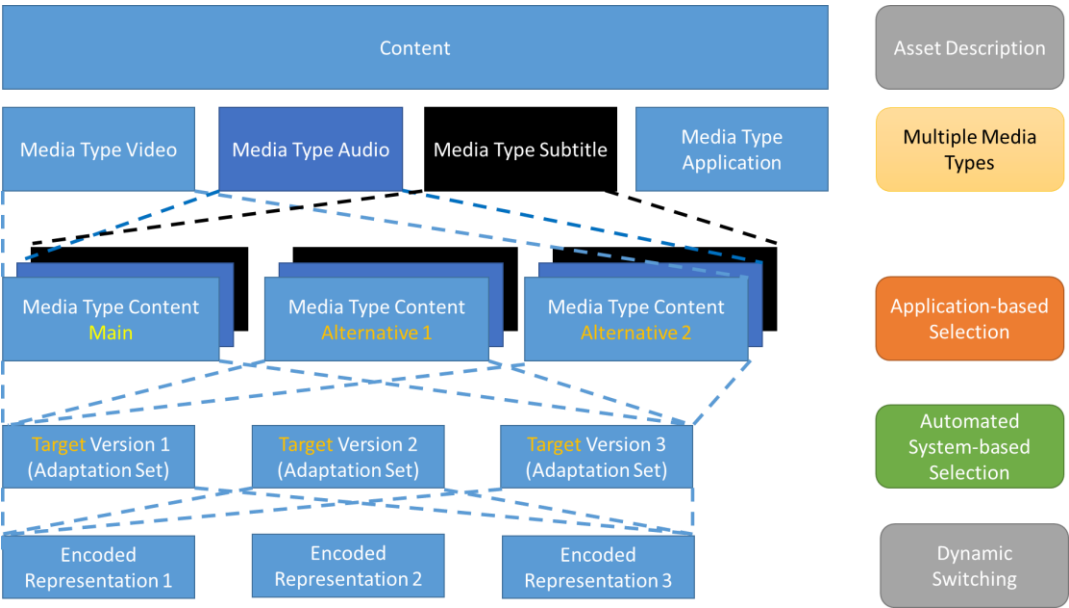 Content
Asset Description
Media Type Video
Media Type Audio
Media Type Subtitle
Media Type
Application
Multiple Media
Types
Media Type Content
Main
Media Type Content
Alternative 1
Media Type Content
Alternative 2
Application-based
Selection
Target Version 1
(Adaptation Set)
Target Version 2
(Adaptation Set)
Target Version 3
(Adaptation Set)
Automated
System-based
Selection
Encoded
Representation 1
Encoded
Representation 2
Encoded
Representation 3
Dynamic
Switching